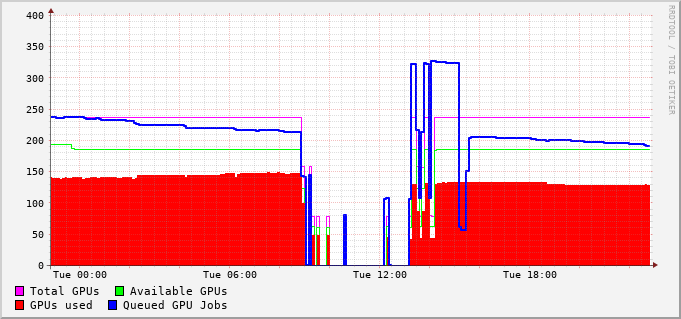 400
350
300
250
200
150
100
50
0
Tue 00:00 Tue 06:00 Tue 12:00 Tue 18:00
Total GPUs Available GPUs
GPUs used Queued GPU Jobs
RRDTOOL / TOBI OETIKER